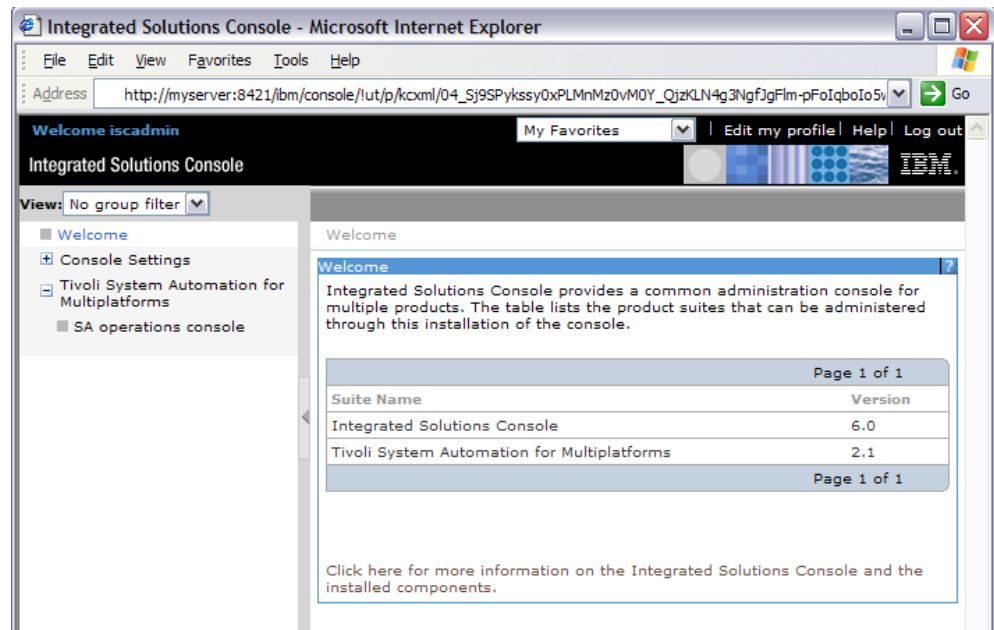 Integrated Solutions Console - Microsoft Internet Explorer
File Edit View Favorites Tools Help
Address http://myserver:8421/ibm/console/!ut/p/kcxml/04_Sj9SPykssy0xPLMnMz0vM0Y_QjzKLN4g3NgfJgFlm-pFoIqboIo5 Go
Welcome iscadmin My Favorites Edit my profile Help Log out
Integrated Solutions Console IBM.
View: No group filter
Welcome
Console Settings
Tivoli System Automation for
Multiplatforms
SA operations console
Welcome
Welcome ?
Integrated Solutions Console provides a common administration console for
multiple products. The table lists the product suites that can be administered
through this installation of the console.
Page 1 of 1
Suite Name Version
Integrated Solutions Console 6.0
Tivoli System Automation for Multiplatforms 2.1
Page 1 of 1
Click here for more information on the Integrated Solutions Console and the
installed components.